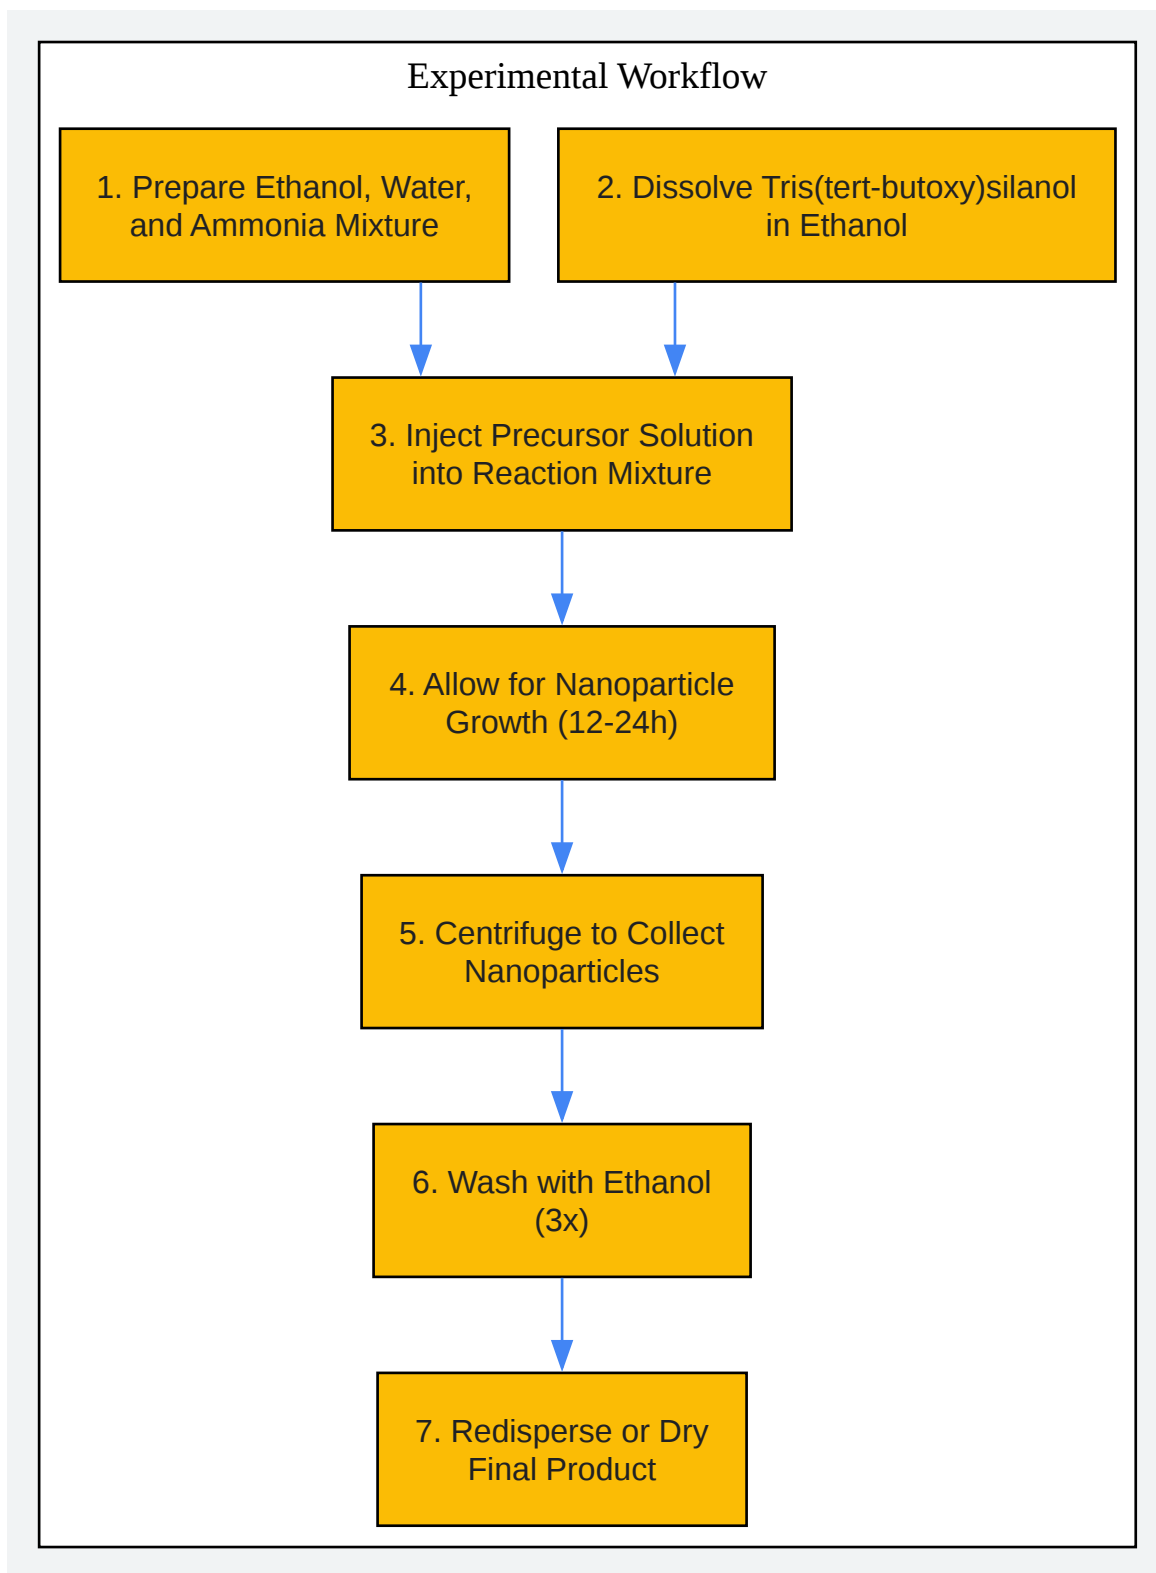 Experimental Workflow
1. Prepare Ethanol, Water,
and Ammonia Mixture
2. Dissolve Tris(tert-butoxy)silanol
in Ethanol
3. Inject Precursor Solution
into Reaction Mixture
4. Allow for Nanoparticle
Growth (12-24h)
5. Centrifuge to Collect
Nanoparticles
6. Wash with Ethanol
(3x)
7. Redisperse or Dry
Final Product